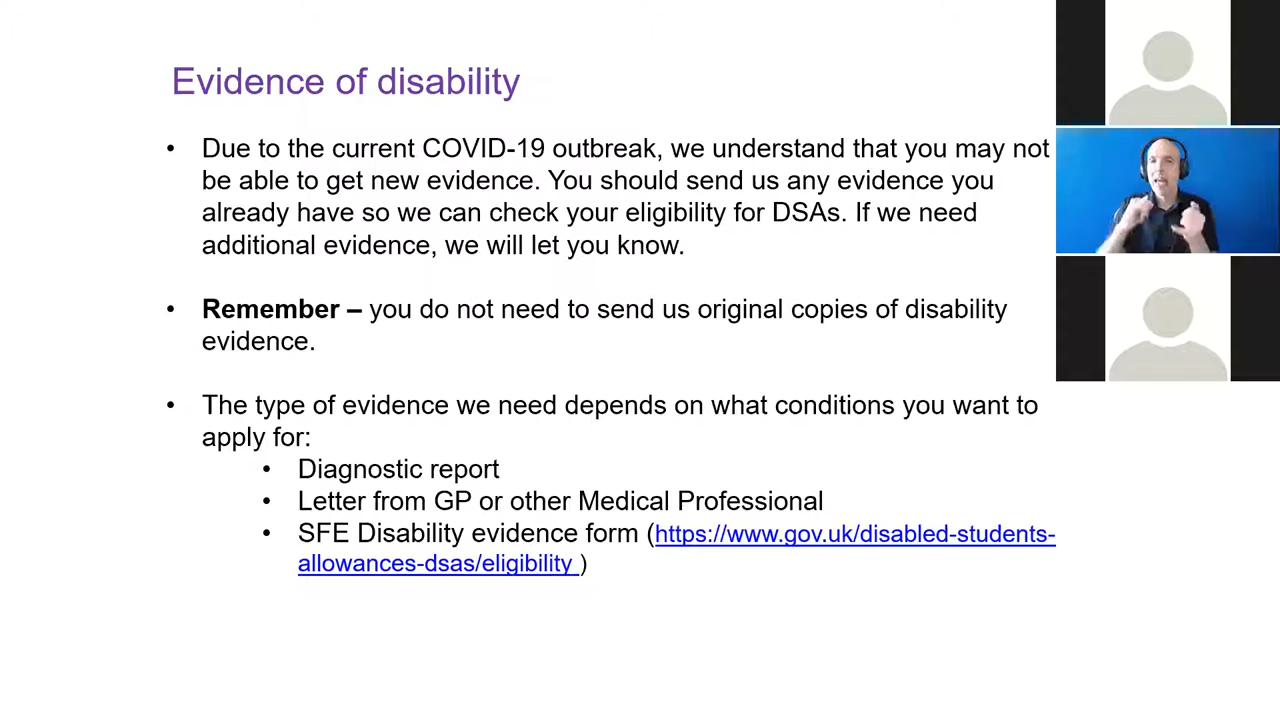 Evidence of disability
• Due to the current COVID-19 outbreak, we understand that you may not
be able to get new evidence. You should send us any evidence you
already have so we can check your eligibility for DSAs. If we need
additional evidence, we will let you know.
• Remember – you do not need to send us original copies of disability
evidence.
• The type of evidence we need depends on what conditions you want to
apply for:
• Diagnostic report
• Letter from GP or other Medical Professional
• SFE Disability evidence form (https://www.gov.uk/disabled-students-
allowances-dsas/eligibility )